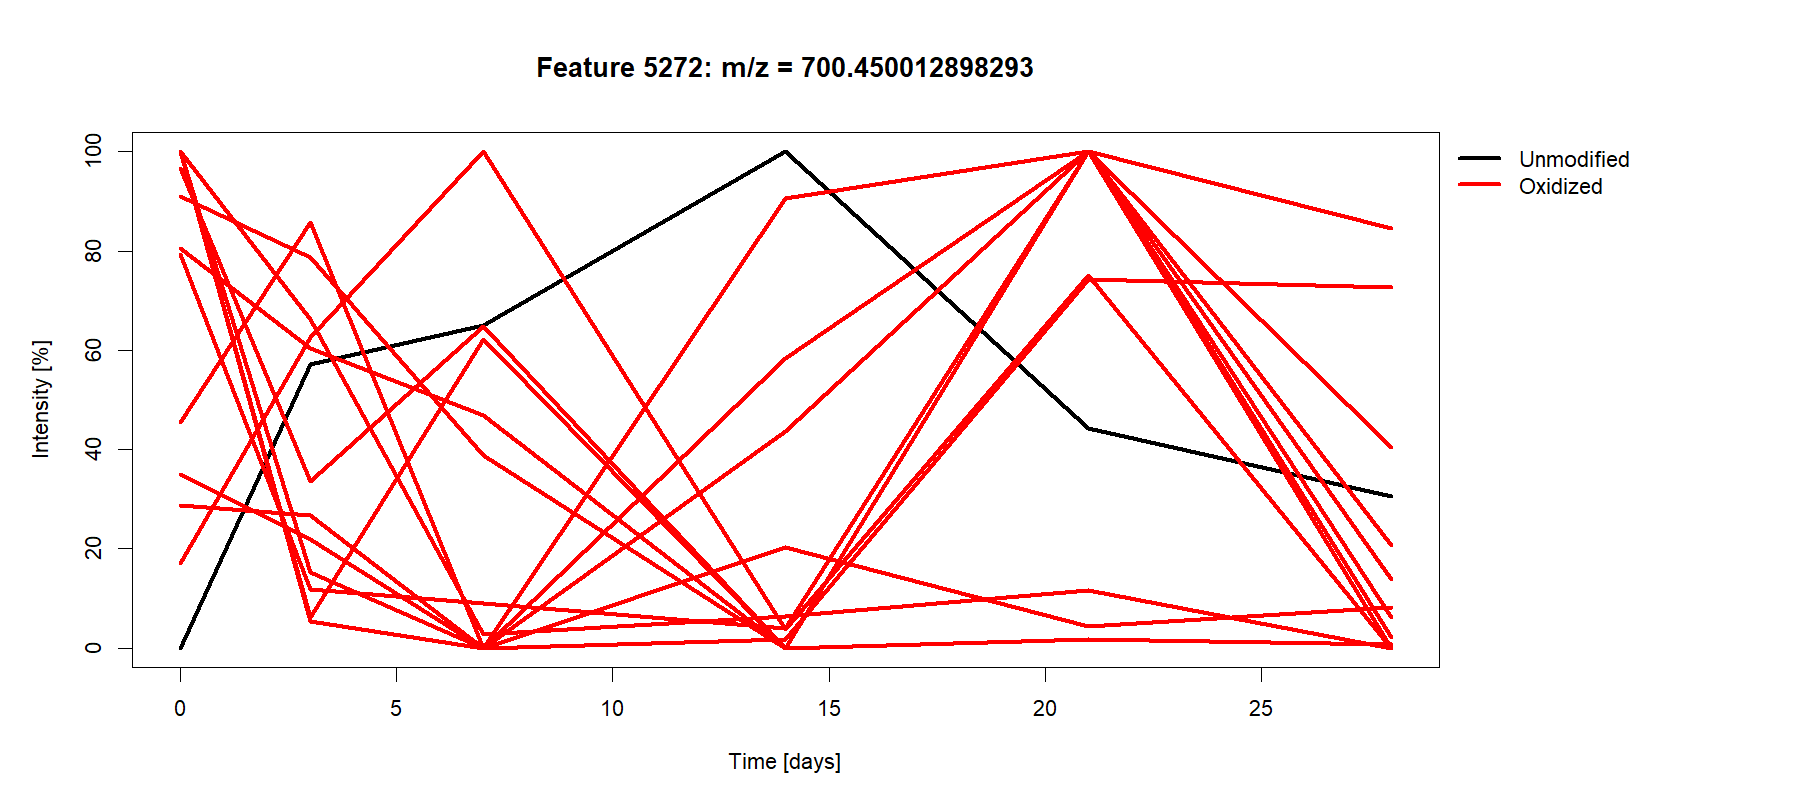 Feature 5272: m/z = 700.450012898293
Unmodified
Oxidized
Intensity [%]
100
80
60
40
20
0
0 5 10 15 20 25
Time [days]